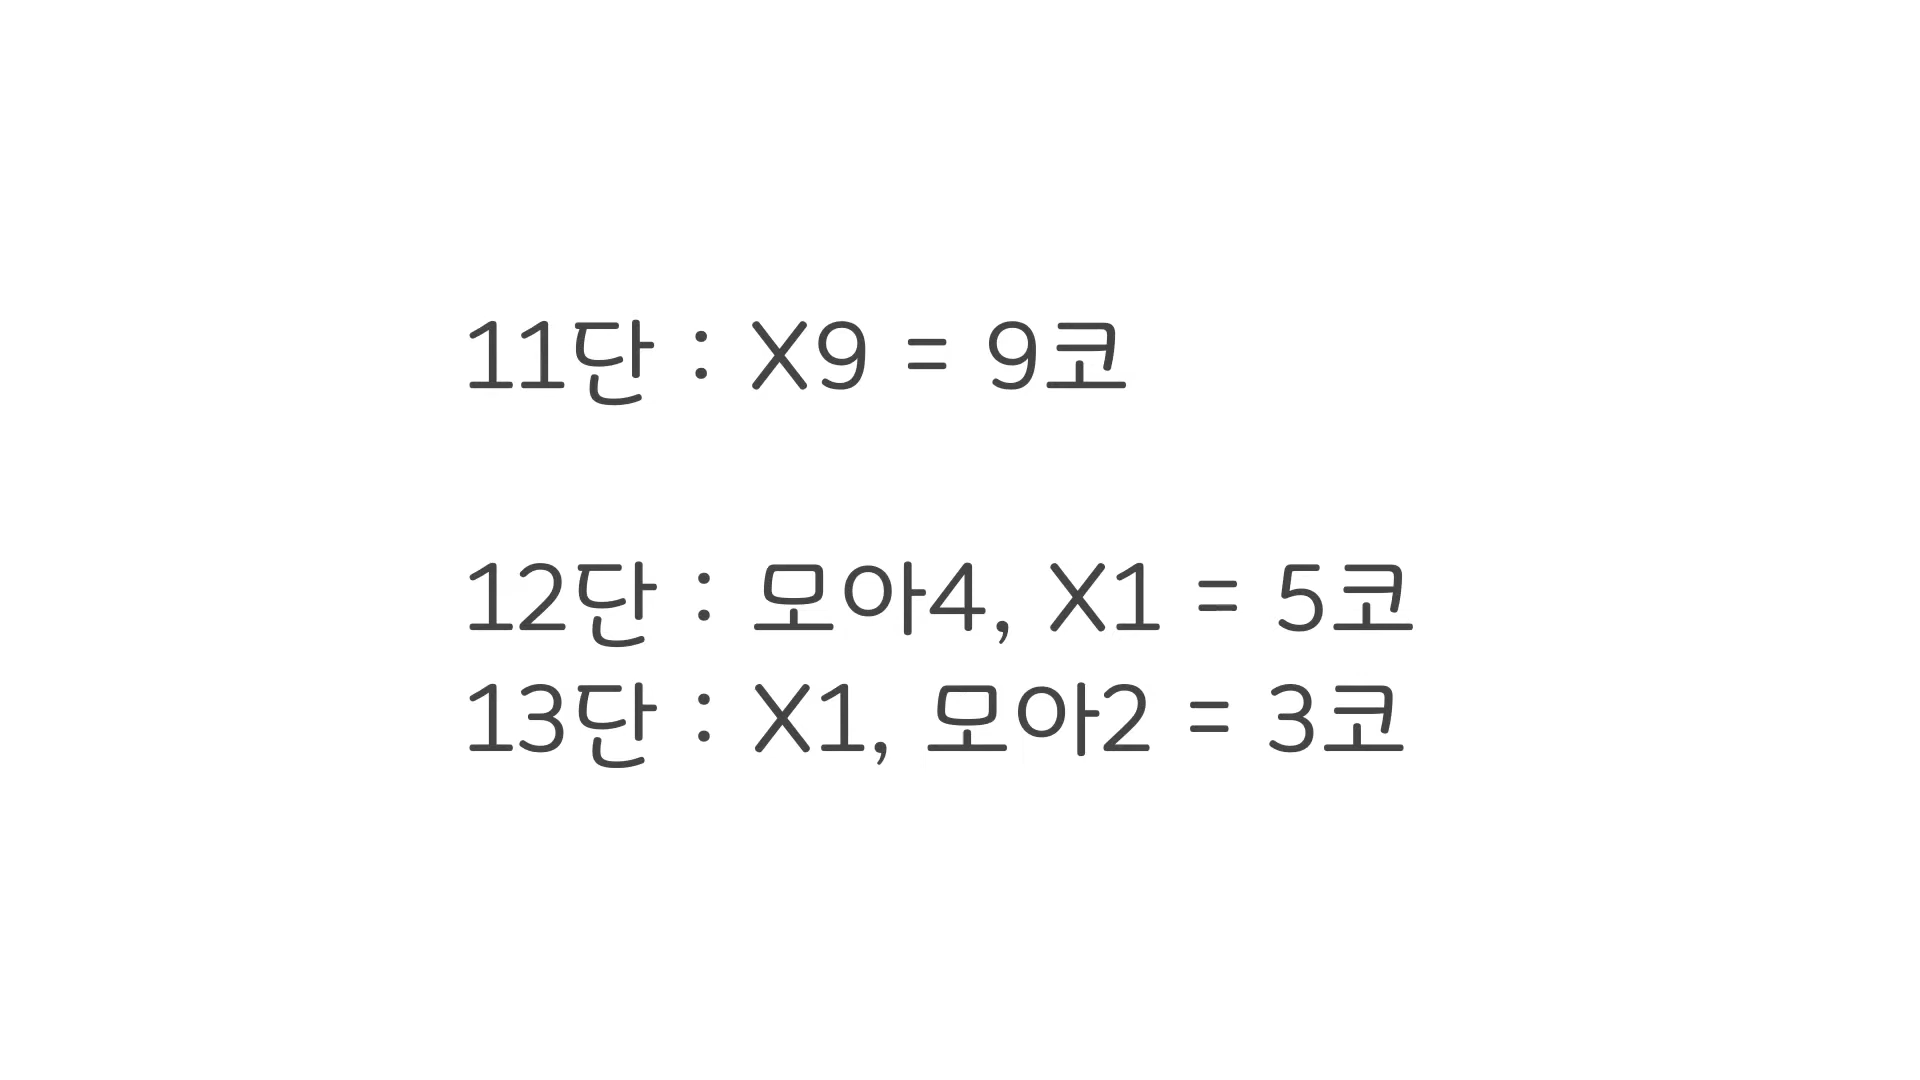 11단 : X9 = 9코
12단 : 모아4, X1 = 5코
13단 : X1, 모아2 = 3코